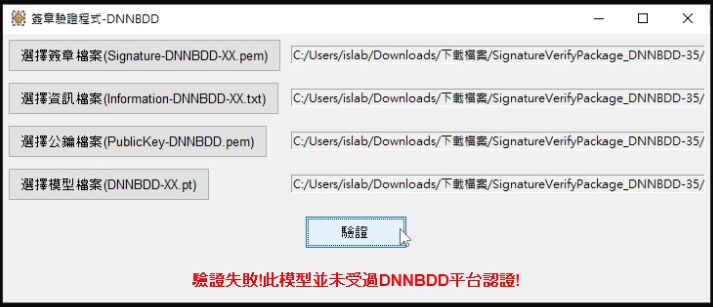 簽章驗證程式-DNNBDD
選擇簽章檔案(Signature-DNNBDD-XX.pem)
C:/Users/islab/Downloads/下載檔案/SignatureVerifyPackage_DNNBDD-35/
選擇資訊檔案(Information-DNNBDD-XX.txt)
C:/Users/islab/Downloads/下載檔案/SignatureVerifyPackage_DNNBDD-35/
選擇公鑰檔案(PublicKey-DNNBDD.pem)
C:/Users/islab/Downloads/下載檔案/SignatureVerifyPackage_DNNBDD-35/
選擇模型檔案(DNNBDD-XX.pt)
C:/Users/islab/Downloads/下載檔案/SignatureVerifyPackage_DNNBDD-35/
驗證
驗證失敗!此模型並未受過DNNBDD平台認證!